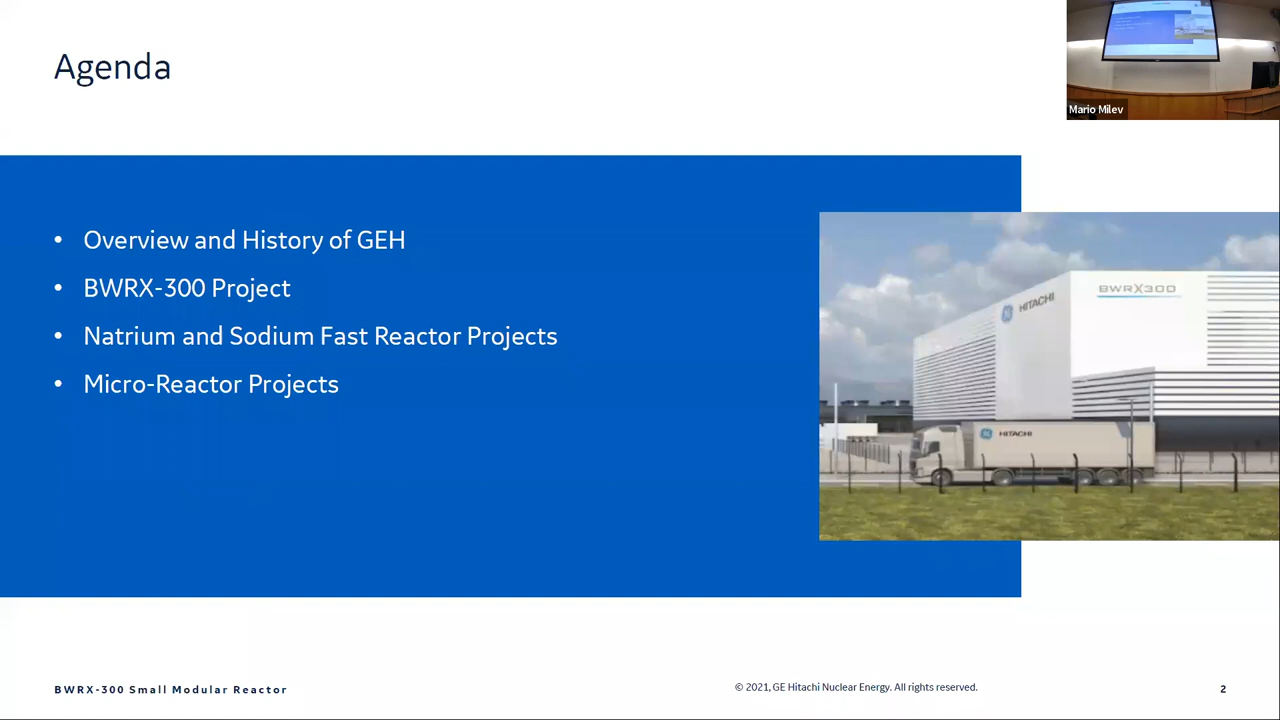 Agenda
Mario Milev
• Overview and History of GEH
• BWRX-300 Project
• Natrium and Sodium Fast Reactor Projects
• Micro-Reactor Projects
HITACHI
BWRX300
HITACHI
BWRX-300 Small Modular Reactor
© 2021, GE Hitachi Nuclear Energy. All rights reserved.
2